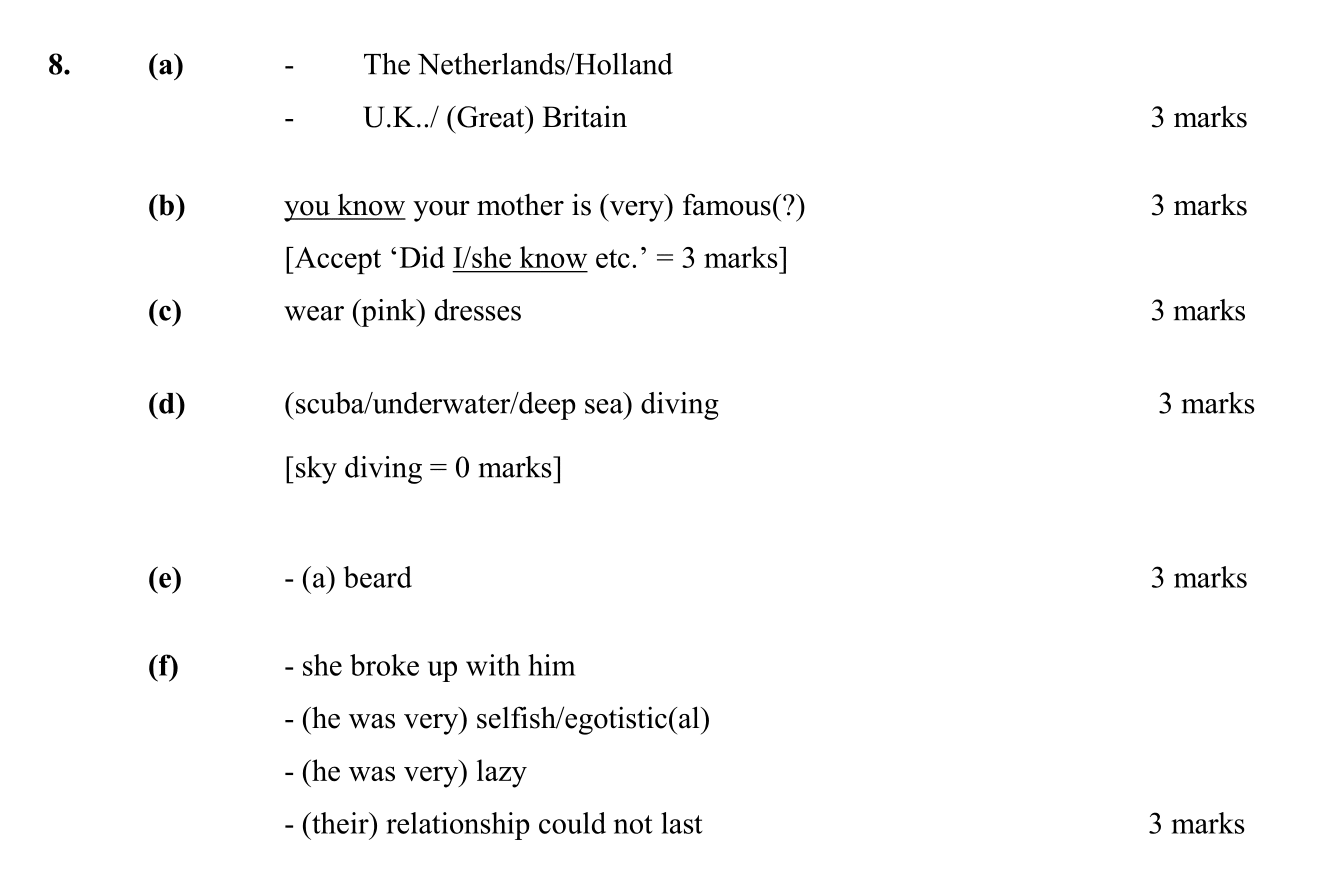 8. (a) - The Netherlands/Holland
- U.K../ (Great) Britain 3 marks
(b) you know your mother is (very) famous(?) 3 marks
[Accept ‘Did I/she know etc.’ = 3 marks]
(c) wear (pink) dresses 3 marks
(d) (scuba/underwater/deep sea) diving 3 marks
[sky diving = 0 marks]
(e) - (a) beard 3 marks
(f) - she broke up with him
- (he was very) selfish/egotistic(al)
- (he was very) lazy
- (their) relationship could not last 3 marks